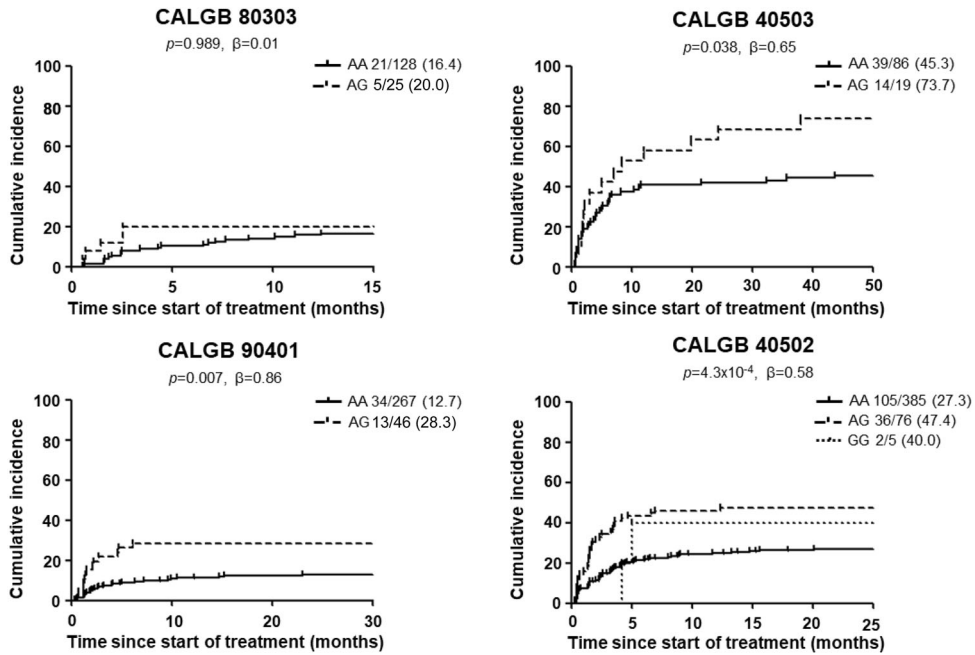 CALGB 80303
p=0.989, β=0.01
AA 21/128 (16.4)
AG 5/25 (20.0)
Cumulative incidence
100
80
60
40
20
0
0 5 10 15
Time since start of treatment (months)
CALGB 40503
p=0.038, β=0.65
AA 39/86 (45.3)
AG 14/19 (73.7)
Cumulative incidence
100
80
60
40
20
0
0 10 20 30 40 50
Time since start of treatment (months)
CALGB 90401
p=0.007, β=0.86
AA 34/267 (12.7)
AG 13/46 (28.3)
Cumulative incidence
100
80
60
40
20
0
0 10 20 30
Time since start of treatment (months)
CALGB 40502
p=4.3x10⁻⁴, β=0.58
AA 105/385 (27.3)
AG 36/76 (47.4)
GG 2/5 (40.0)
Cumulative incidence
100
80
60
40
20
0
0 5 10 15 20 25
Time since start of treatment (months)